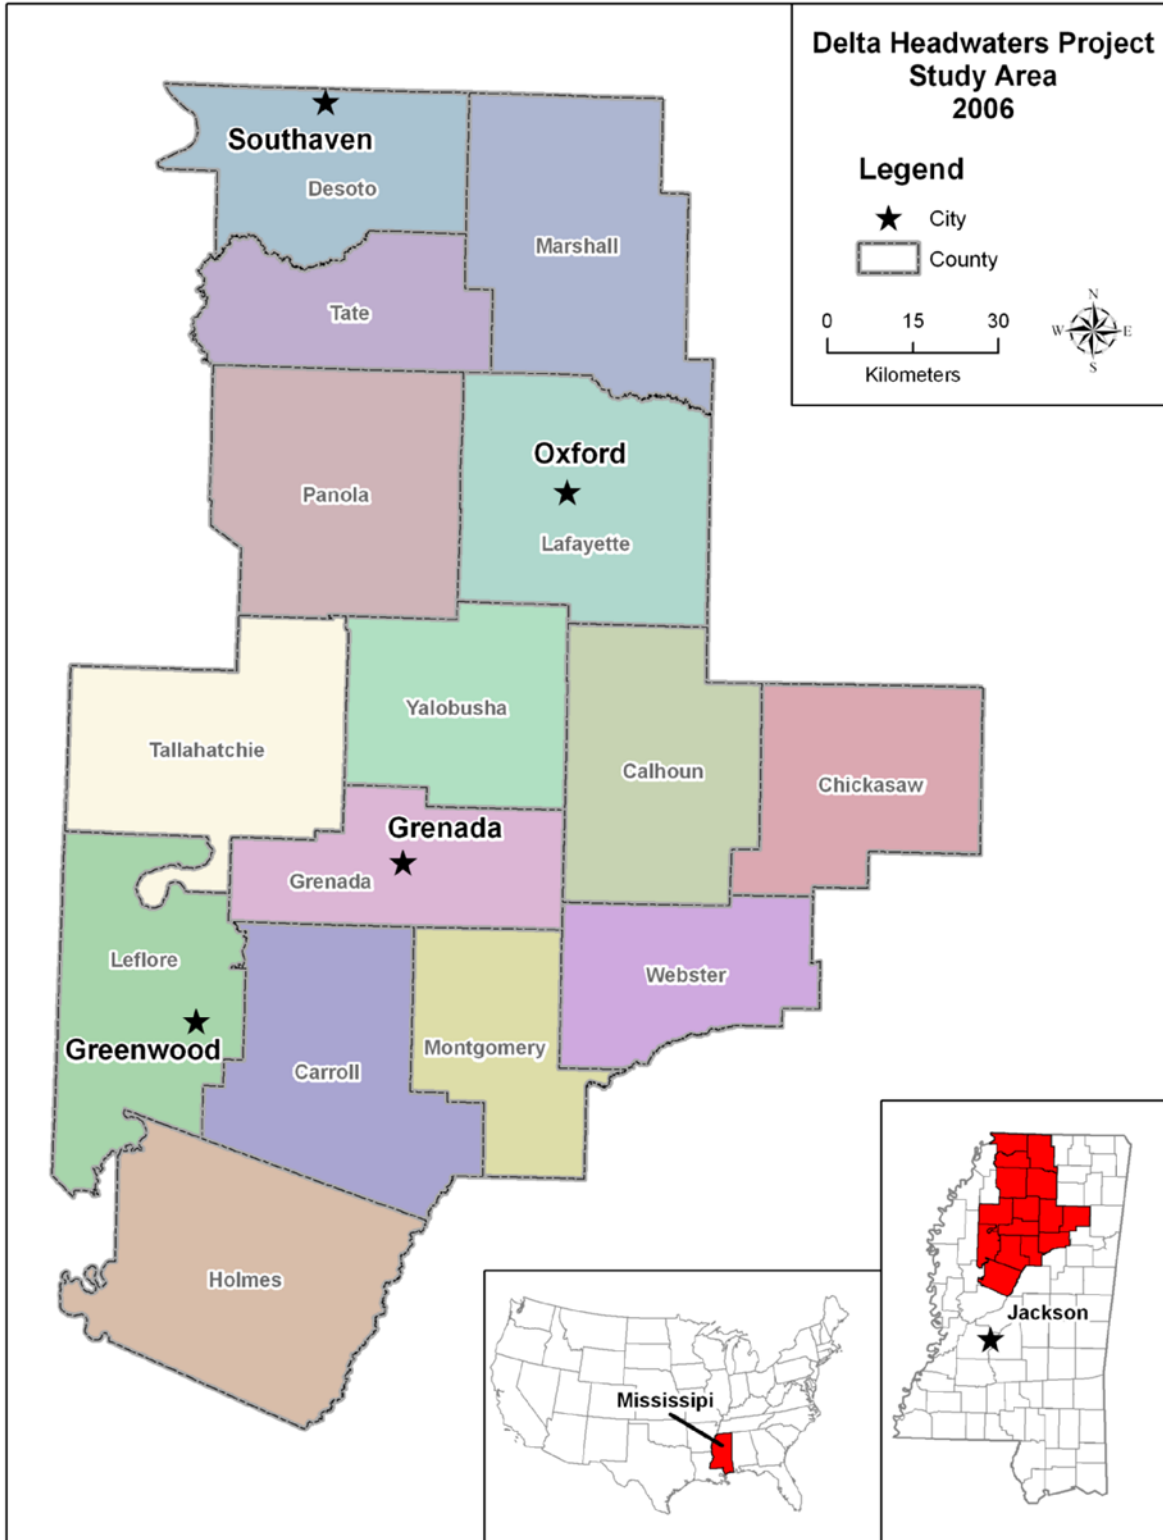 Delta Headwaters Project
Study Area
2006
Legend
City
County
0 15 30
Kilometers
N
W E
S
Southaven
Desoto
Marshall
Tate
Oxford
Panola
Lafayette
Yalobusha
Tallahatchie
Calhoun
Chickasaw
Grenada
Grenada
Leflore
Webster
Greenwood
Montgomery
Carroll
Holmes
Jackson
Mississipi